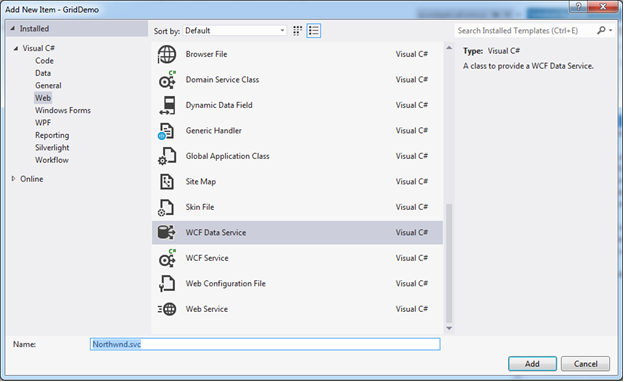 Add New Item - GridDemo
Installed
Sort by: Default
Search Installed Templates (Ctrl+E)
Visual C#
Code
Data
General
Web
Windows Forms
WPF
Reporting
Silverlight
Workflow
Online
Browser File Visual C#
Domain Service Class Visual C#
Dynamic Data Field Visual C#
Generic Handler Visual C#
Global Application Class Visual C#
Site Map Visual C#
Skin File Visual C#
WCF Data Service Visual C#
WCF Service Visual C#
Web Configuration File Visual C#
Web Service Visual C#
Type: Visual C#
A class to provide a WCF Data Service.
Name: Northwnd.svc
Add Cancel